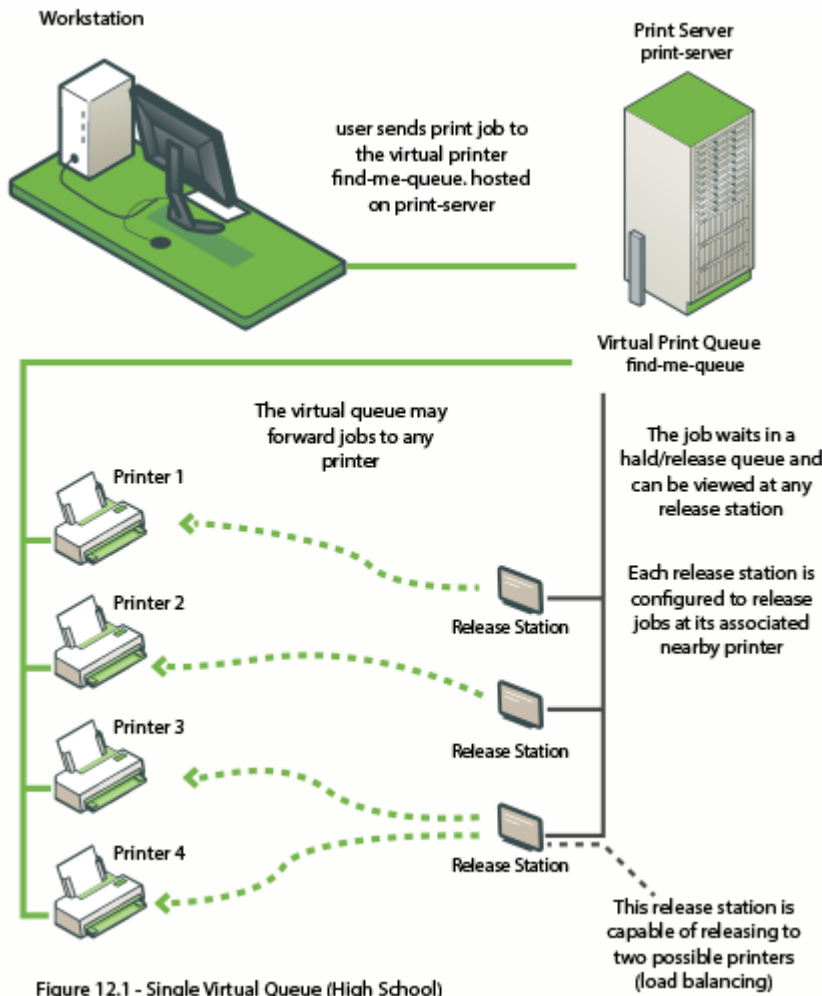 Workstation
Print Server
print-server
user sends print job to
the virtual printer
find-me-queue. hosted
on print-server
Virtual Print Queue
find-me-queue
The virtual queue may
forward jobs to any
printer
The job waits in a
hald/release queue and
can be viewed at any
release station
Each release station is
configured to release
jobs at its associated
nearby printer
Printer 1
Release Station
Printer 2
Release Station
Printer 3
Printer 4
Release Station
This release station is
capable of releasing to
two possible printers
(load balancing)
Figure 12.1 - Single Virtual Queue (High School)